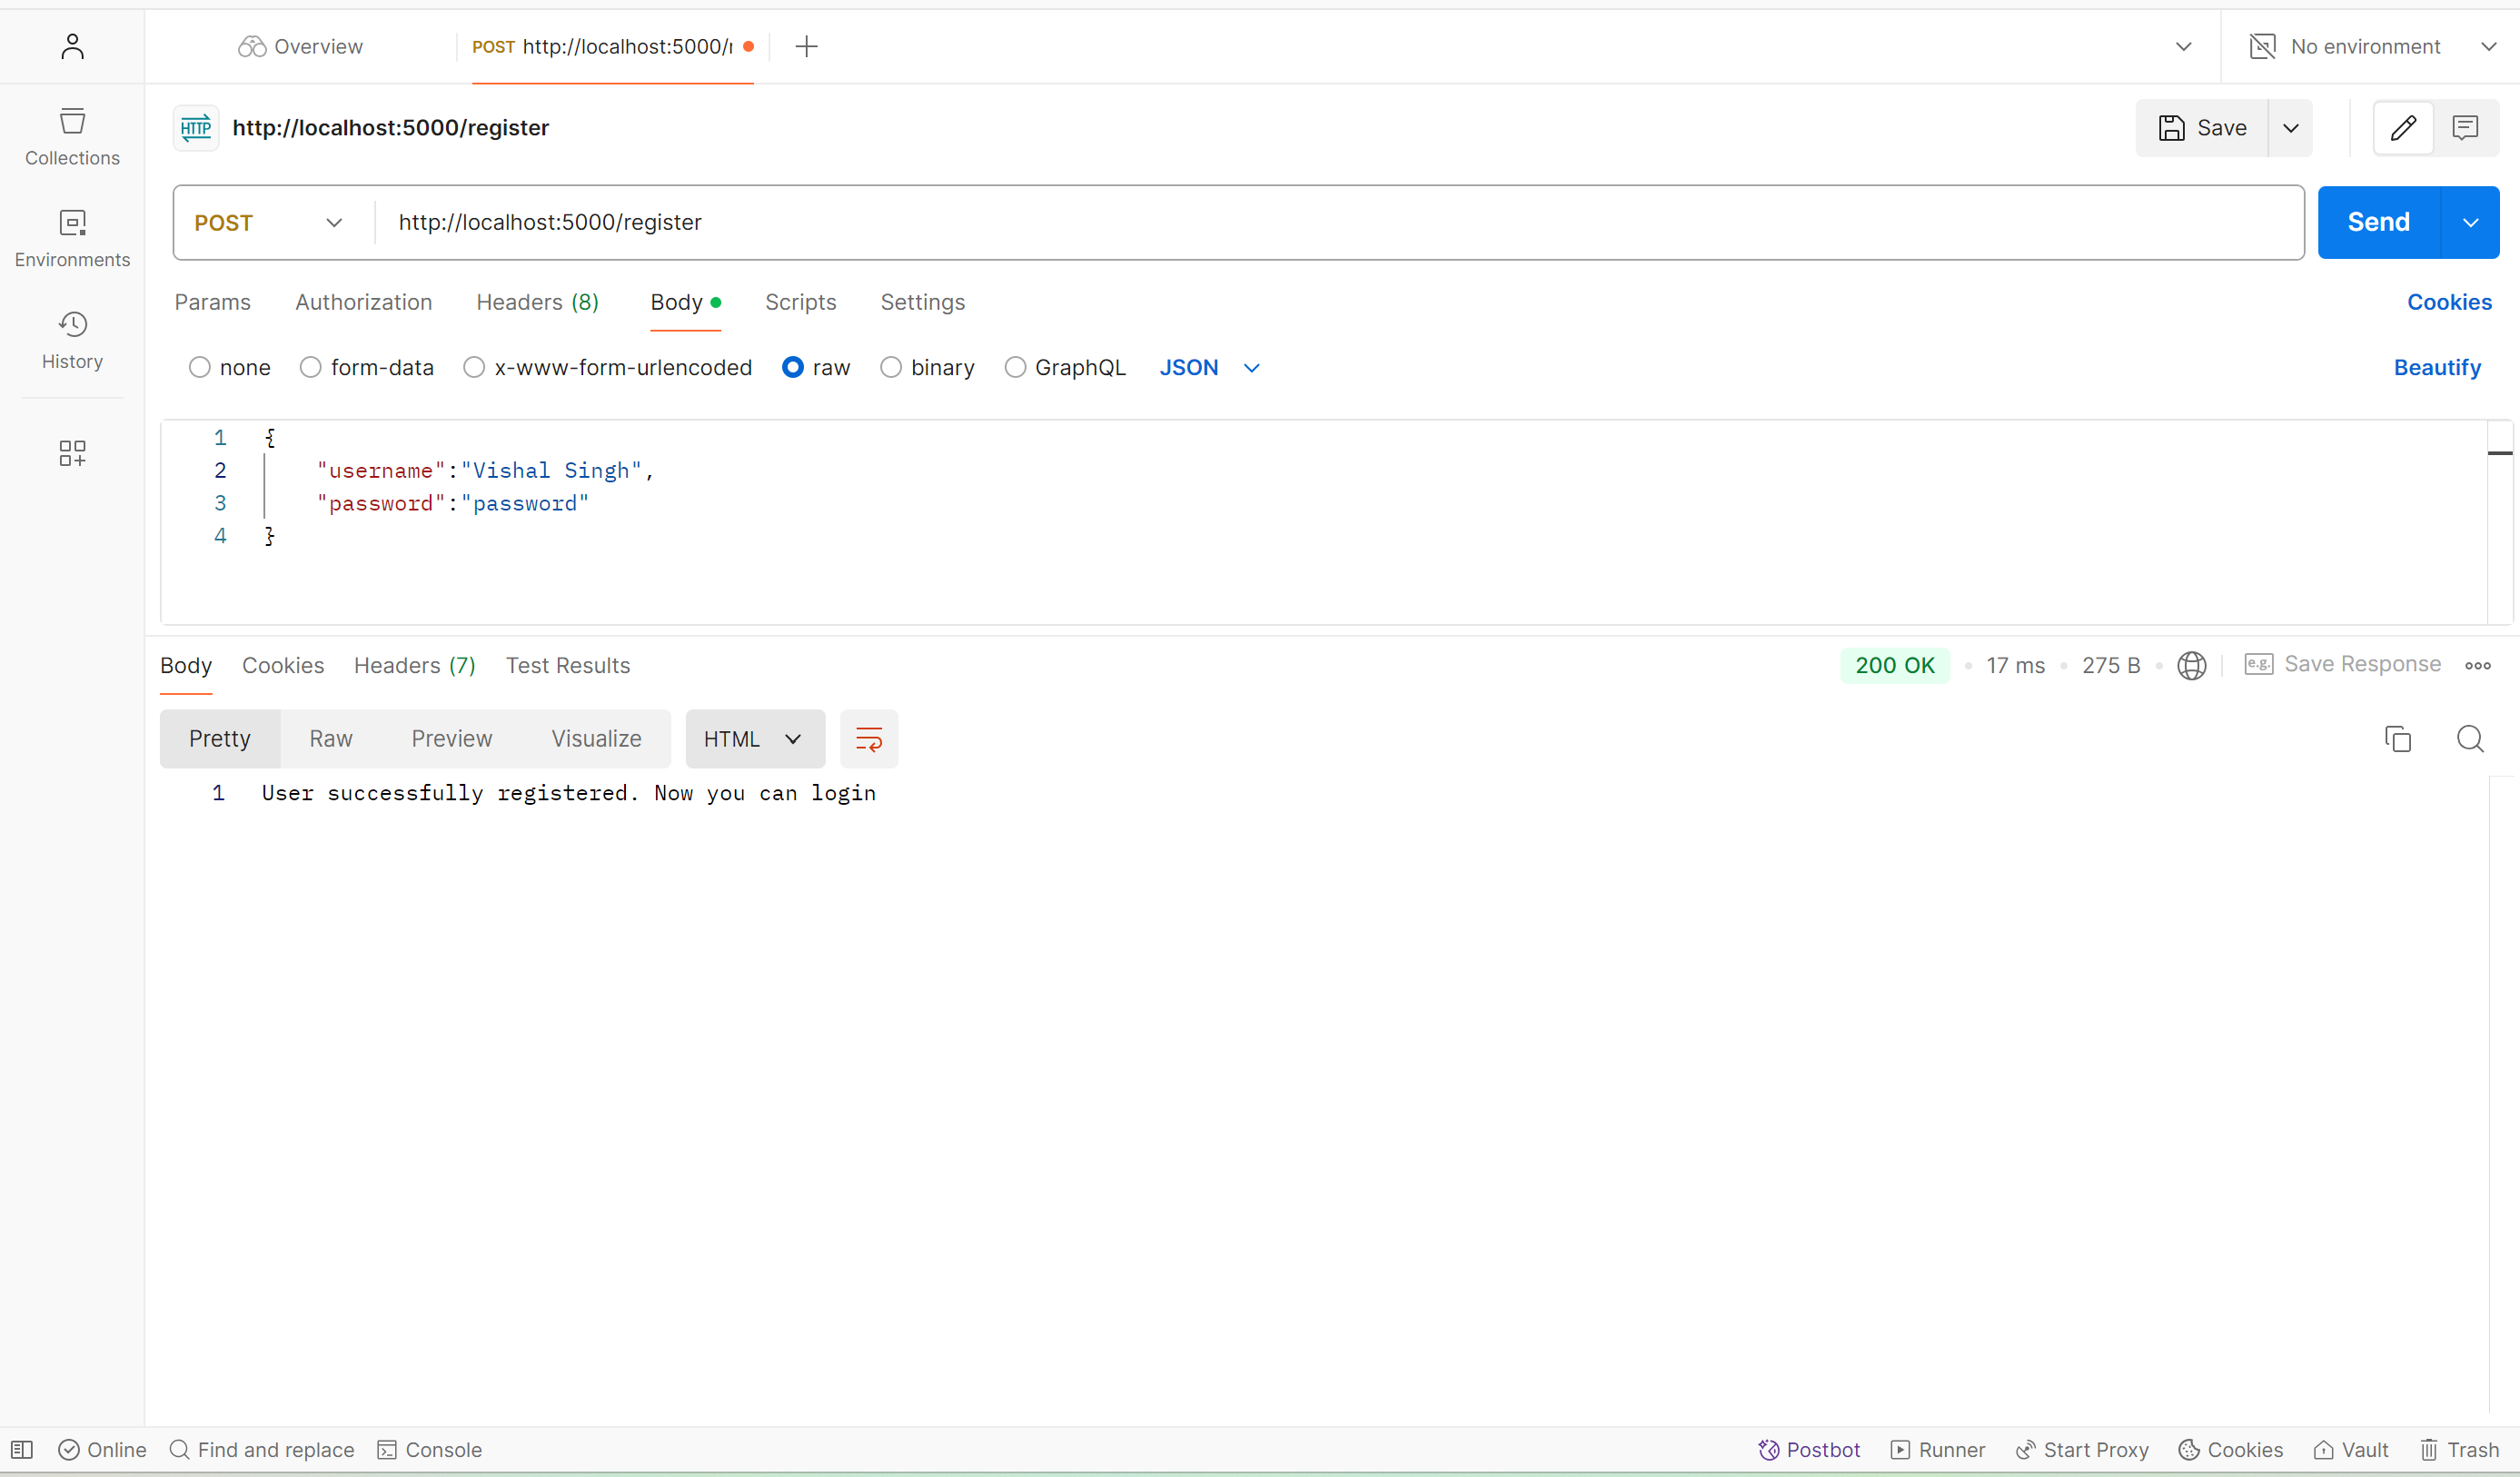 Overview
POST http://localhost:5000/r
No environment
Collections
HTTP http://localhost:5000/register
Save
Environments
POST http://localhost:5000/register
Send
History
Params Authorization Headers (8) Body Scripts Settings Cookies
none form-data x-www-form-urlencoded raw binary GraphQL JSON Beautify
1 {
2 "username":"Vishal Singh",
3 "password":"password"
4 }
Body Cookies Headers (7) Test Results 200 OK 17 ms 275 B e.g. Save Response
Pretty Raw Preview Visualize HTML
1 User successfully registered. Now you can login
Online Find and replace Console Postbot Runner Start Proxy Cookies Vault Trash